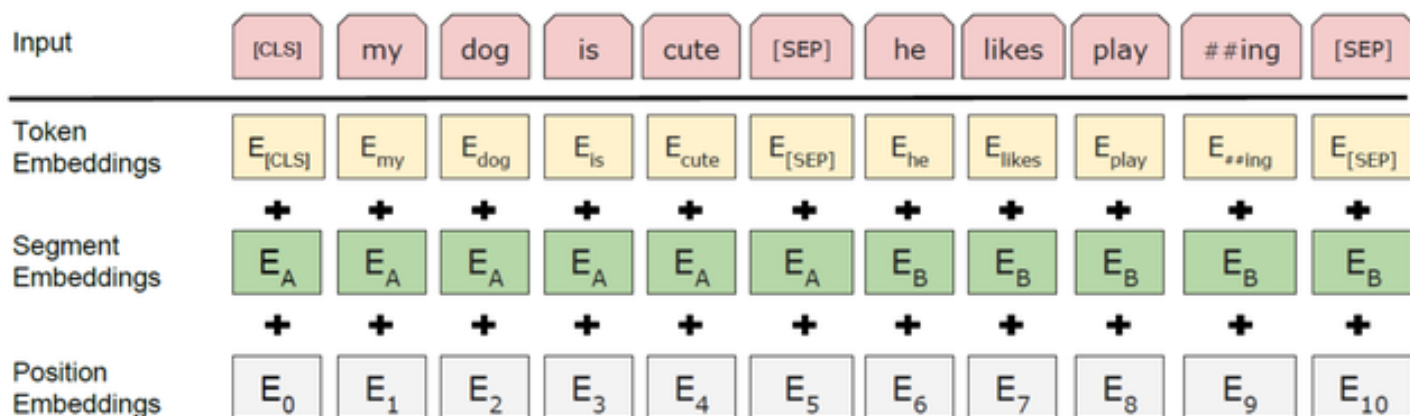 Input [CLS] my dog is cute [SEP] he likes play ##ing [SEP]
Token Embeddings E[CLS] Emy Edog Eis Ecute E[SEP] Ehe Elikes Eplay E##ing E[SEP]
+ + + + + + + + + + +
Segment Embeddings EA EA EA EA EA EA EB EB EB EB EB
+ + + + + + + + + + +
Position Embeddings E0 E1 E2 E3 E4 E5 E6 E7 E8 E9 E10